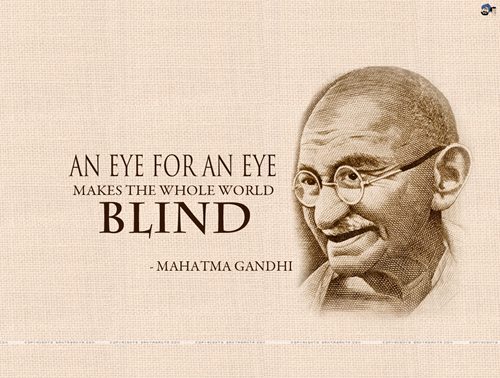 AN EYE FOR AN EYE
MAKES THE WHOLE WORLD
BLIND
- MAHATMA GANDHI